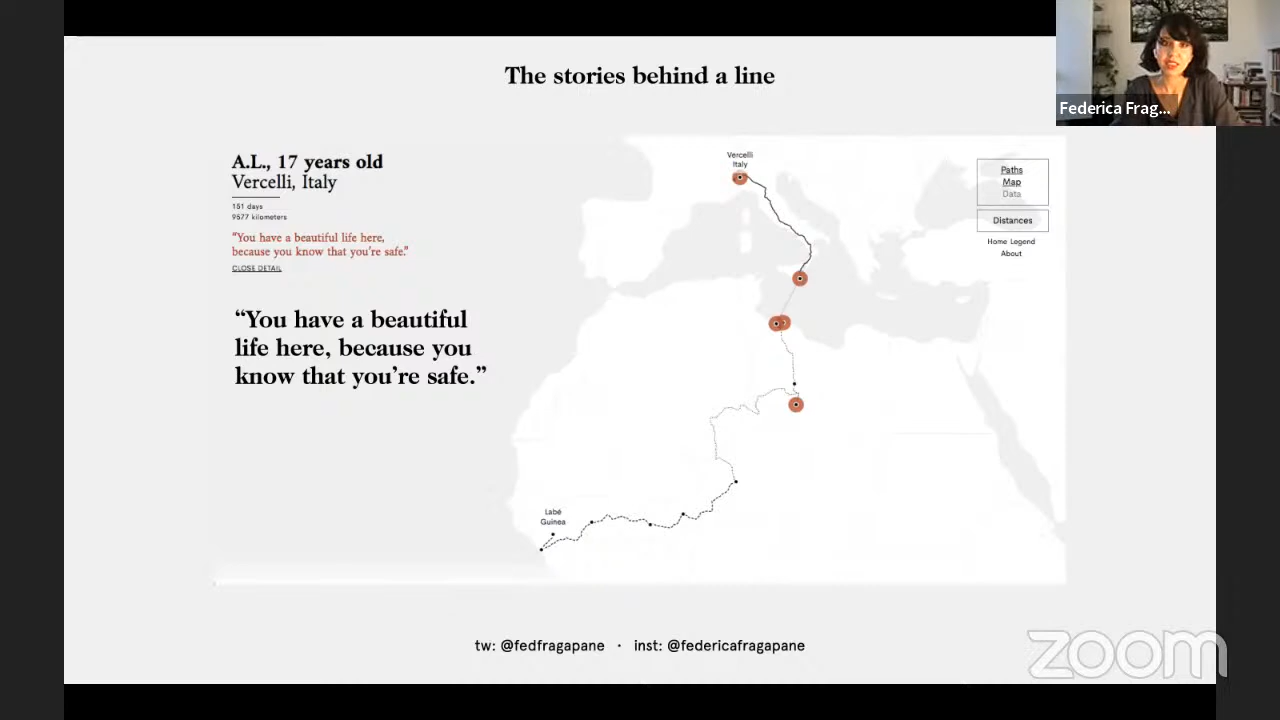 The stories behind a line
Federica Frag...
A.L., 17 years old
Vercelli, Italy
151 days
9577 kilometers
“You have a beautiful life here,
because you know that you're safe.”
CLOSE DETAIL
“You have a beautiful
life here, because you
know that you’re safe.”
Vercelli
Italy
Labé
Guinea
Paths
Map
Data
Distances
Home Legend
About
tw: @fedfragapane · inst: @federicafragapane
zoom